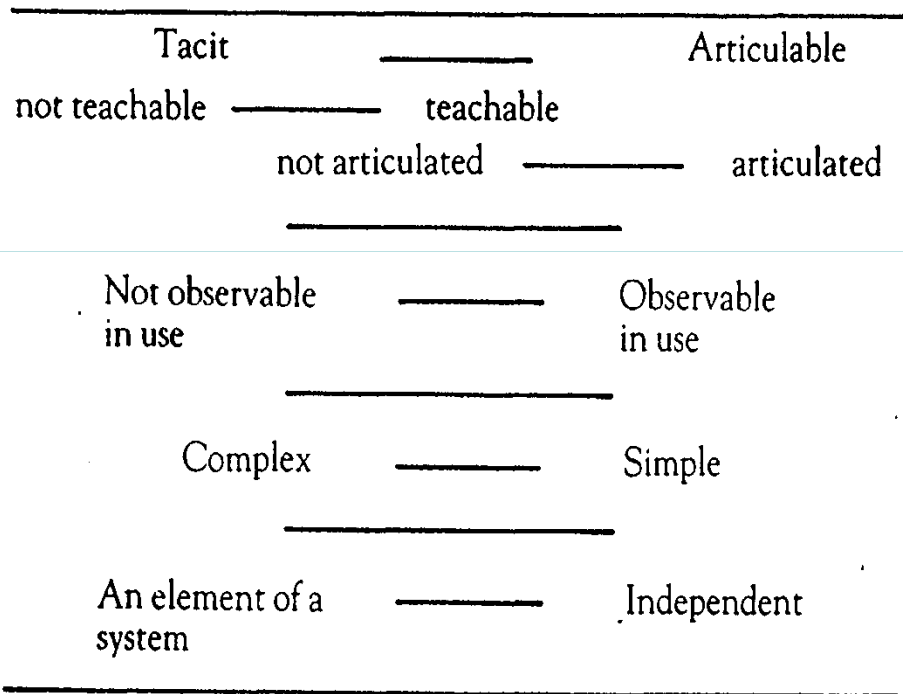 Tacit Articulable
not teachable teachable
not articulated articulated
Not observable Observable
in use in use
Complex Simple
An element of a Independent
system